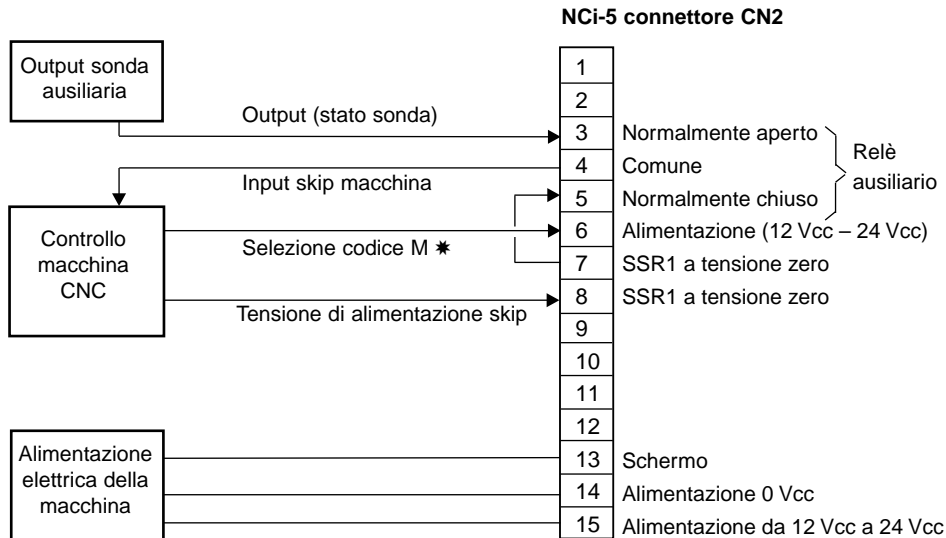 NCi-5 connettore CN2
Output sonda
ausiliaria
Output (stato sonda)
Input skip macchina
Controllo
macchina
CNC
Selezione codice M ✷
Tensione di alimentazione skip
Alimentazione
elettrica della
macchina
1
2
3 Normalmente aperto
4 Comune
5 Normalmente chiuso
Relè
ausiliario
6 Alimentazione (12 Vcc – 24 Vcc)
7 SSR1 a tensione zero
8 SSR1 a tensione zero
9
10
11
12
13 Schermo
14 Alimentazione 0 Vcc
15 Alimentazione da 12 Vcc a 24 Vcc